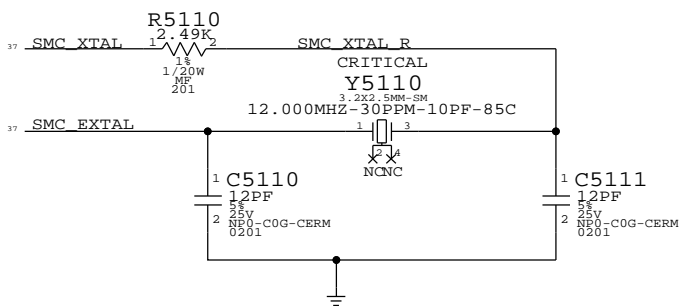 R5110
2.49K
37 SMC_XTAL 1 2 SMC_XTAL_R
1%
1/20W
MF
201
CRITICAL
Y5110
3.2X2.5MM-SM
12.000MHZ-30PPM-10PF-85C
37 SMC_EXTAL 1 3
2 4
NC NC
1 C5110
12PF
5%
2 25V
NP0-C0G-CERM
0201
1 C5111
12PF
5%
2 25V
NP0-C0G-CERM
0201